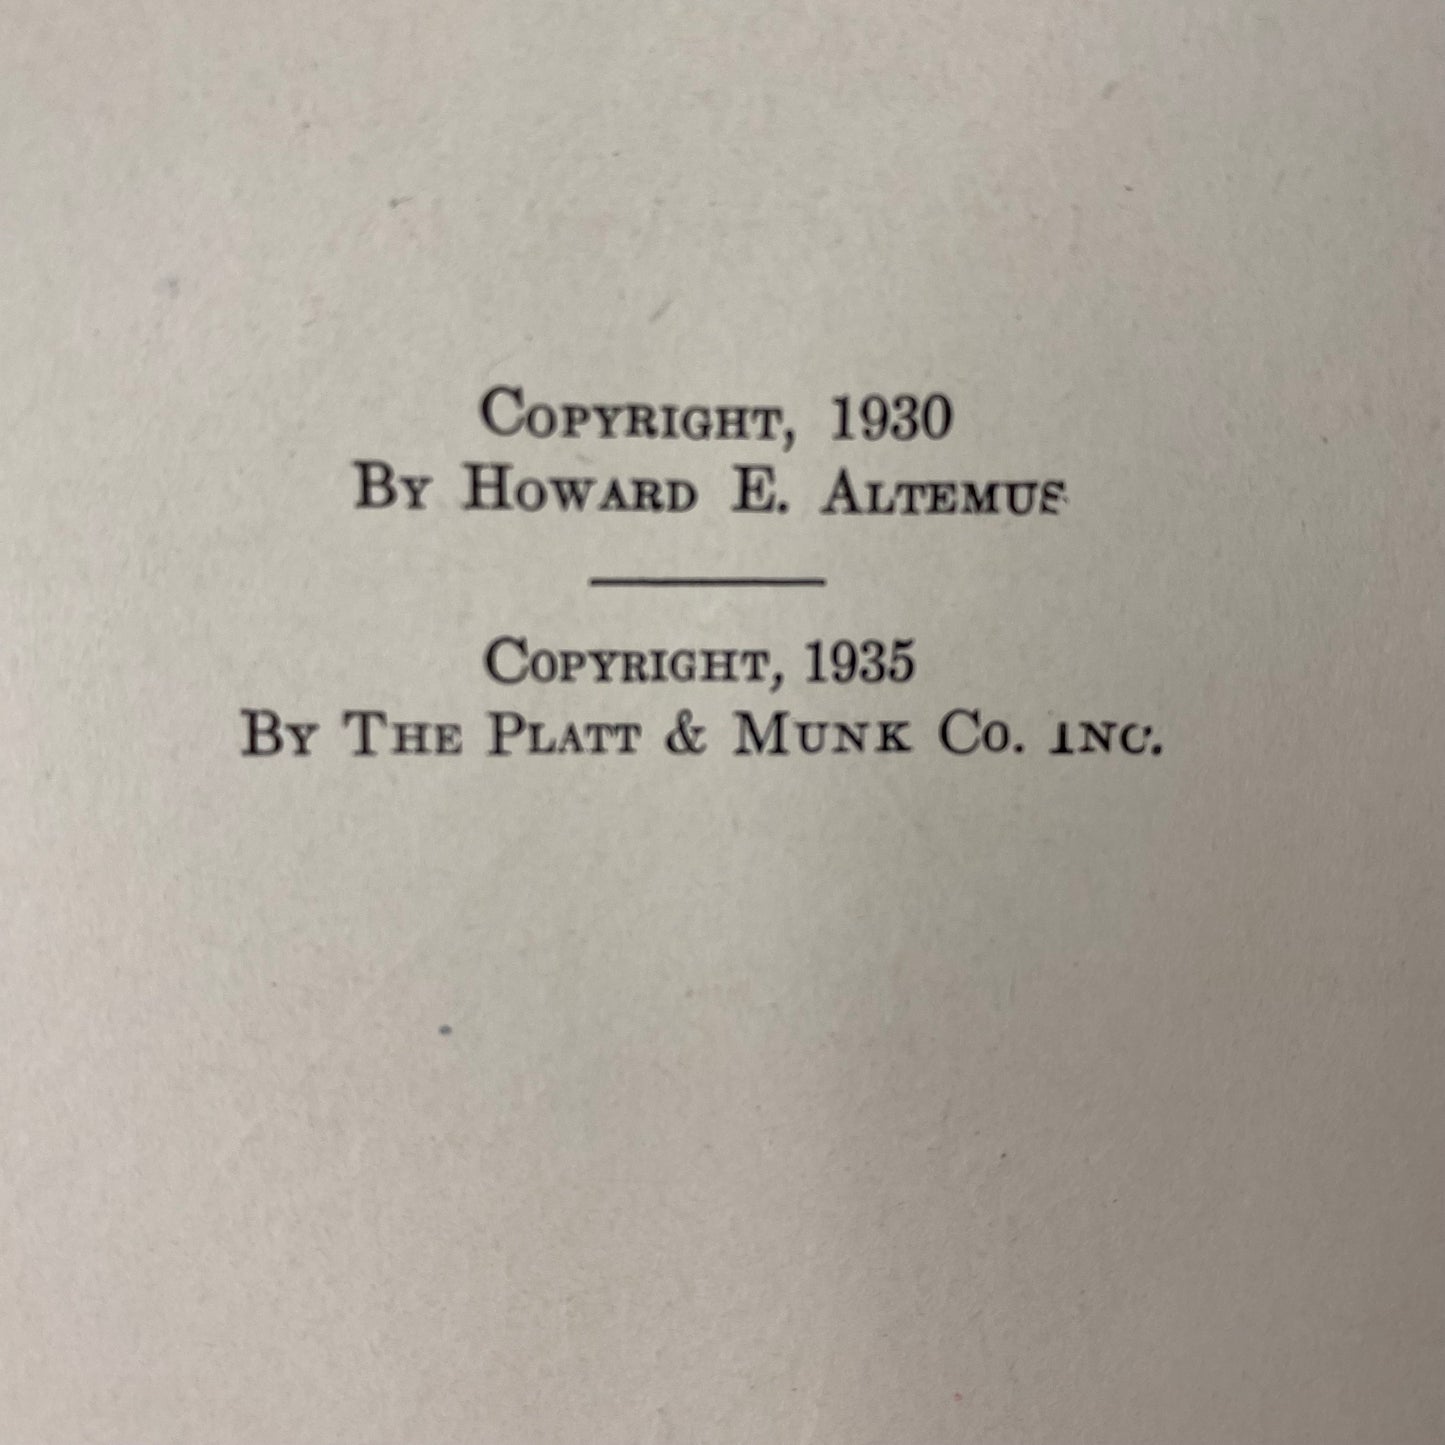 Copyright, 1930
By Howard E. Altemus
Copyright, 1935
By The Platt & Munk Co. Inc.